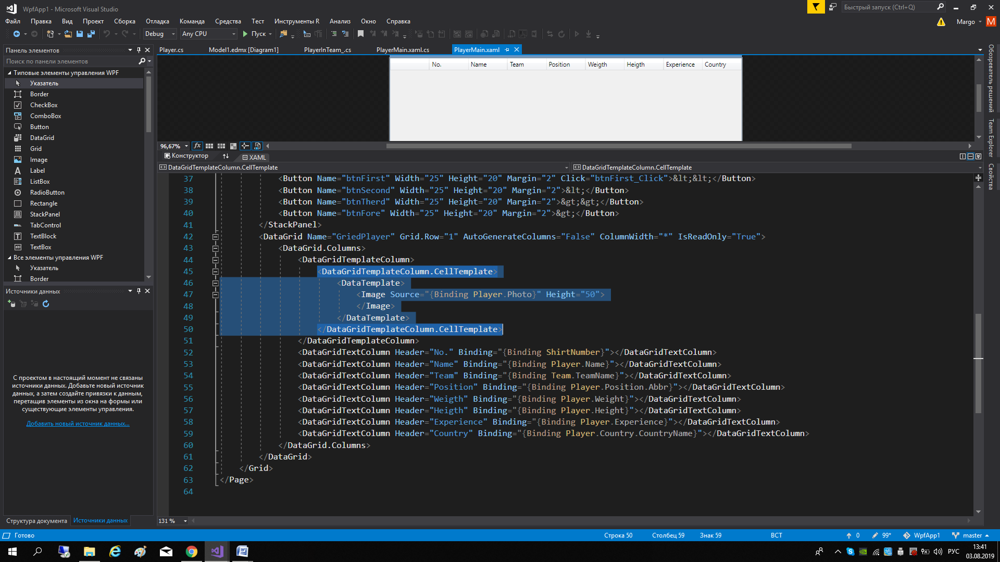 WpfApp1 - Microsoft Visual Studio
Быстрый запуск (Ctrl+Q)
Файл Правка Вид Проект Сборка Отладка Команда Средства Тест Инструменты R Анализ Окно Справка
Margo M
Debug Any CPU Пуск
Панель элементов
Player.cs Model1.edmx [Diagram1] PlayerInTeam_.cs PlayerMain.xaml.cs PlayerMain.xaml
Поиск по панели элементов
No. Name Team Position Weigth Heigth Experience Country
Типовые элементы управления WPF
Указатель
Border
CheckBox
ComboBox
Button
DataGrid
Grid
Image
Label
ListBox
RadioButton
Rectangle
StackPanel
TabControl
TextBlock
TextBox
Все элементы управления WPF
Указатель
Border
Обозреватель решений
Team Explorer
Свойства
96,67%
Конструктор XAML
DataGridTemplateColumn.CellTemplate DataGridTemplateColumn.CellTemplate
37 <Button Name="btnFirst" Width="25" Height="20" Margin="2" Click="btnFirst_Click">&lt;&lt;</Button>
38 <Button Name="btnSecond" Width="25" Height="20" Margin="2">&lt;</Button>
39 <Button Name="btnTherd" Width="25" Height="20" Margin="2">&gt;&gt;</Button>
40 <Button Name="btnFore" Width="25" Height="20" Margin="2">&gt;</Button>
41 </StackPanel>
42 <DataGrid Name="GriedPlayer" Grid.Row="1" AutoGenerateColumns="False" ColumnWidth="*" IsReadOnly="True">
43 <DataGrid.Columns>
44 <DataGridTemplateColumn>
45 <DataGridTemplateColumn.CellTemplate>
46 <DataTemplate>
47 <Image Source="{Binding Player.Photo}" Height="50">
48 </Image>
49 </DataTemplate>
50 </DataGridTemplateColumn.CellTemplate>
51 </DataGridTemplateColumn>
52 <DataGridTextColumn Header="No." Binding="{Binding ShirtNumber}"></DataGridTextColumn>
53 <DataGridTextColumn Header="Name" Binding="{Binding Player.Name}"></DataGridTextColumn>
54 <DataGridTextColumn Header="Team" Binding="{Binding Team.TeamName}"></DataGridTextColumn>
55 <DataGridTextColumn Header="Position" Binding="{Binding Player.Position.Abbr}"></DataGridTextColumn>
56 <DataGridTextColumn Header="Weigth" Binding="{Binding Player.Weight}"></DataGridTextColumn>
57 <DataGridTextColumn Header="Heigth" Binding="{Binding Player.Height}"></DataGridTextColumn>
58 <DataGridTextColumn Header="Experience" Binding="{Binding Player.Experience}"></DataGridTextColumn>
59 <DataGridTextColumn Header="Country" Binding="{Binding Player.Country.CountryName}"></DataGridTextColumn>
60 </DataGrid.Columns>
61 </DataGrid>
62 </Grid>
63 </Page>
64
131 %
Источники данных
С проектом в настоящий момент не связаны
источники данных. Добавьте новый источник
данных, а затем создайте привязки к данным,
перетащив элементы из окна на формы или
существующие элементы управления.
Добавить новый источник данных...
Структура документа Источники данных
Готово Строка 50 Столбец 59 Знак 59 ВСТ 0 99* WpfApp1 master
РУС 13:41
03.08.2019